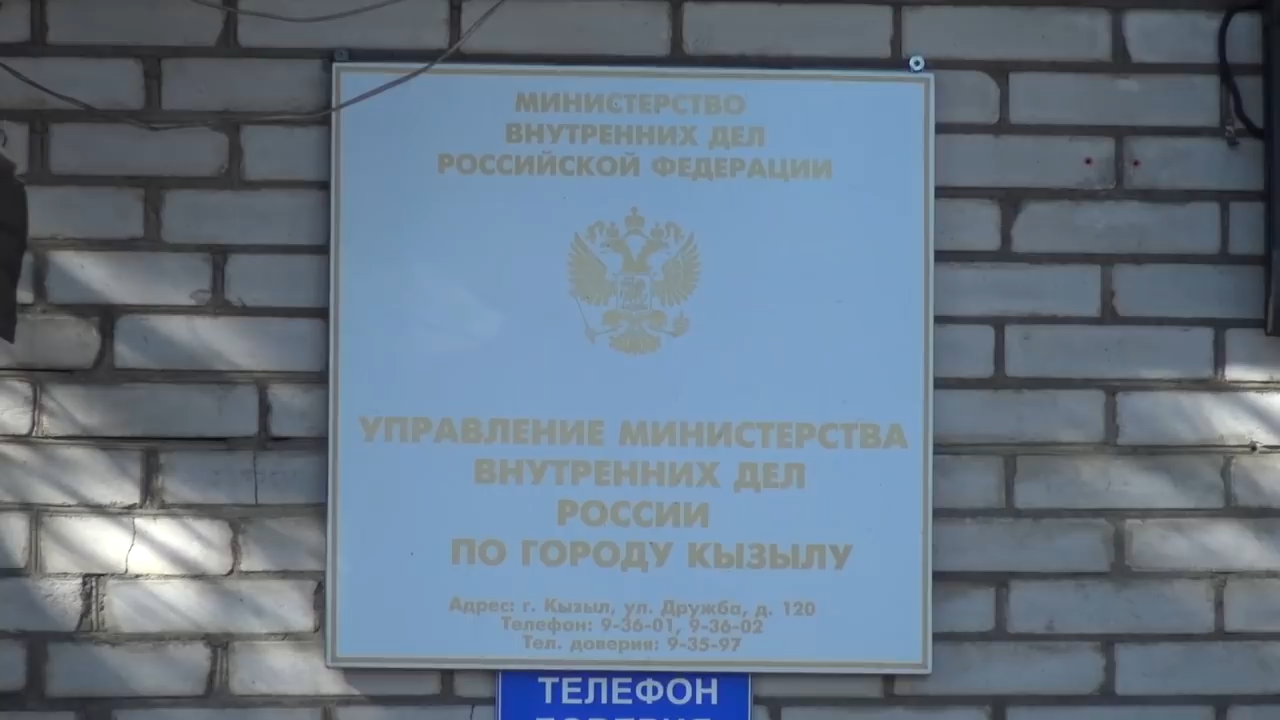 МИНИСТЕРСТВО
ВНУТРЕННИХ ДЕЛ
РОССИЙСКОЙ ФЕДЕРАЦИИ
УПРАВЛЕНИЕ МИНИСТЕРСТВА
ВНУТРЕННИХ ДЕЛ
РОССИИ
ПО ГОРОДУ КЫЗЫЛУ
Адрес: г. Кызыл, ул. Дружба, д. 120
Телефон: 9-36-01, 9-36-02
Тел. доверия: 9-35-97
ТЕЛЕФОН
ДОВЕРИЯ